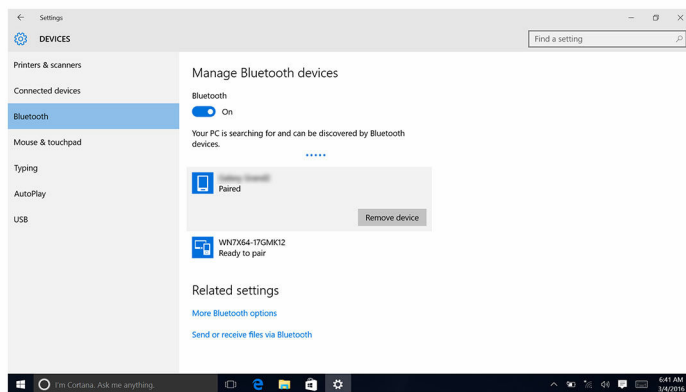 Settings
DEVICES
Find a setting
Printers & scanners
Connected devices
Bluetooth
Mouse & touchpad
Typing
AutoPlay
USB
Manage Bluetooth devices
Bluetooth
On
Your PC is searching for and can be discovered by Bluetooth
devices.
Paired
Remove device
WN7X64-17GMK12
Ready to pair
Related settings
More Bluetooth options
Send or receive files via Bluetooth
I'm Cortana. Ask me anything.
6:41 AM
3/4/2016